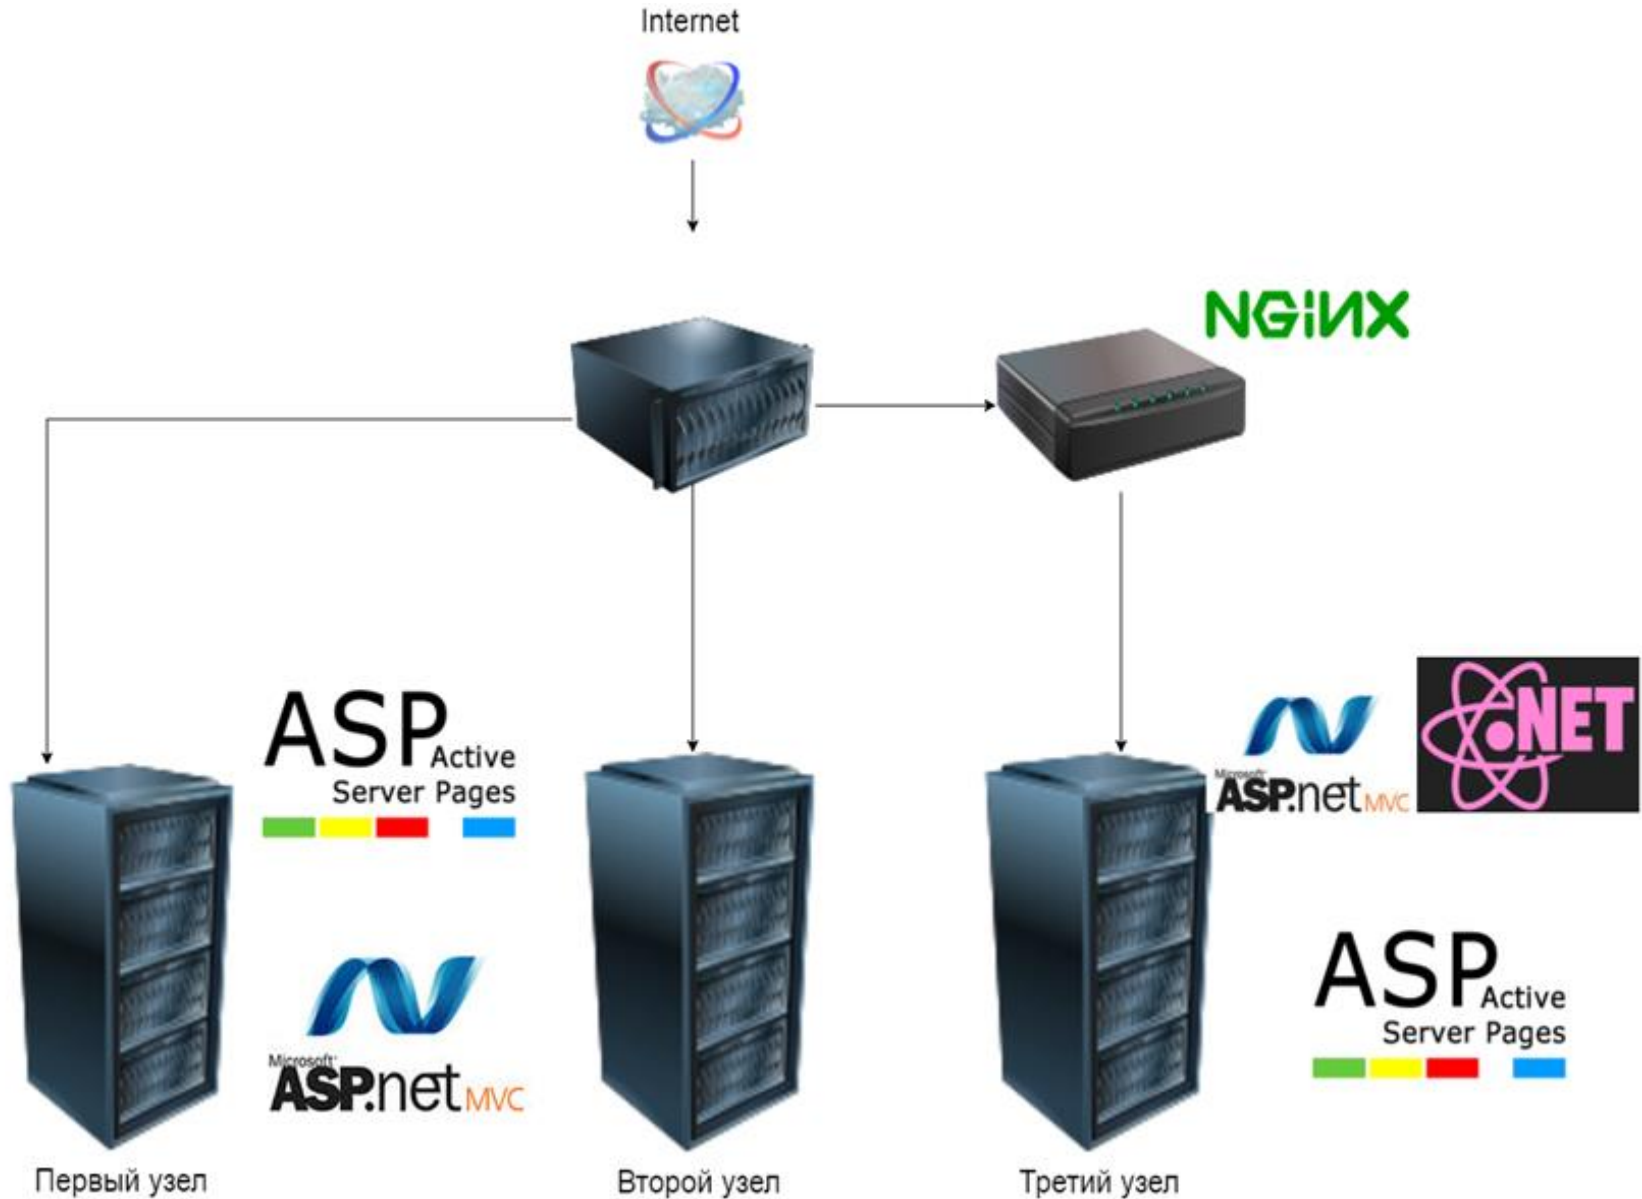 Internet
NGiNX
ASP Active
Server Pages
Microsoft
ASP.net MVC
.NET
Microsoft
ASP.net MVC
ASP Active
Server Pages
Первый узел
Второй узел
Третий узел